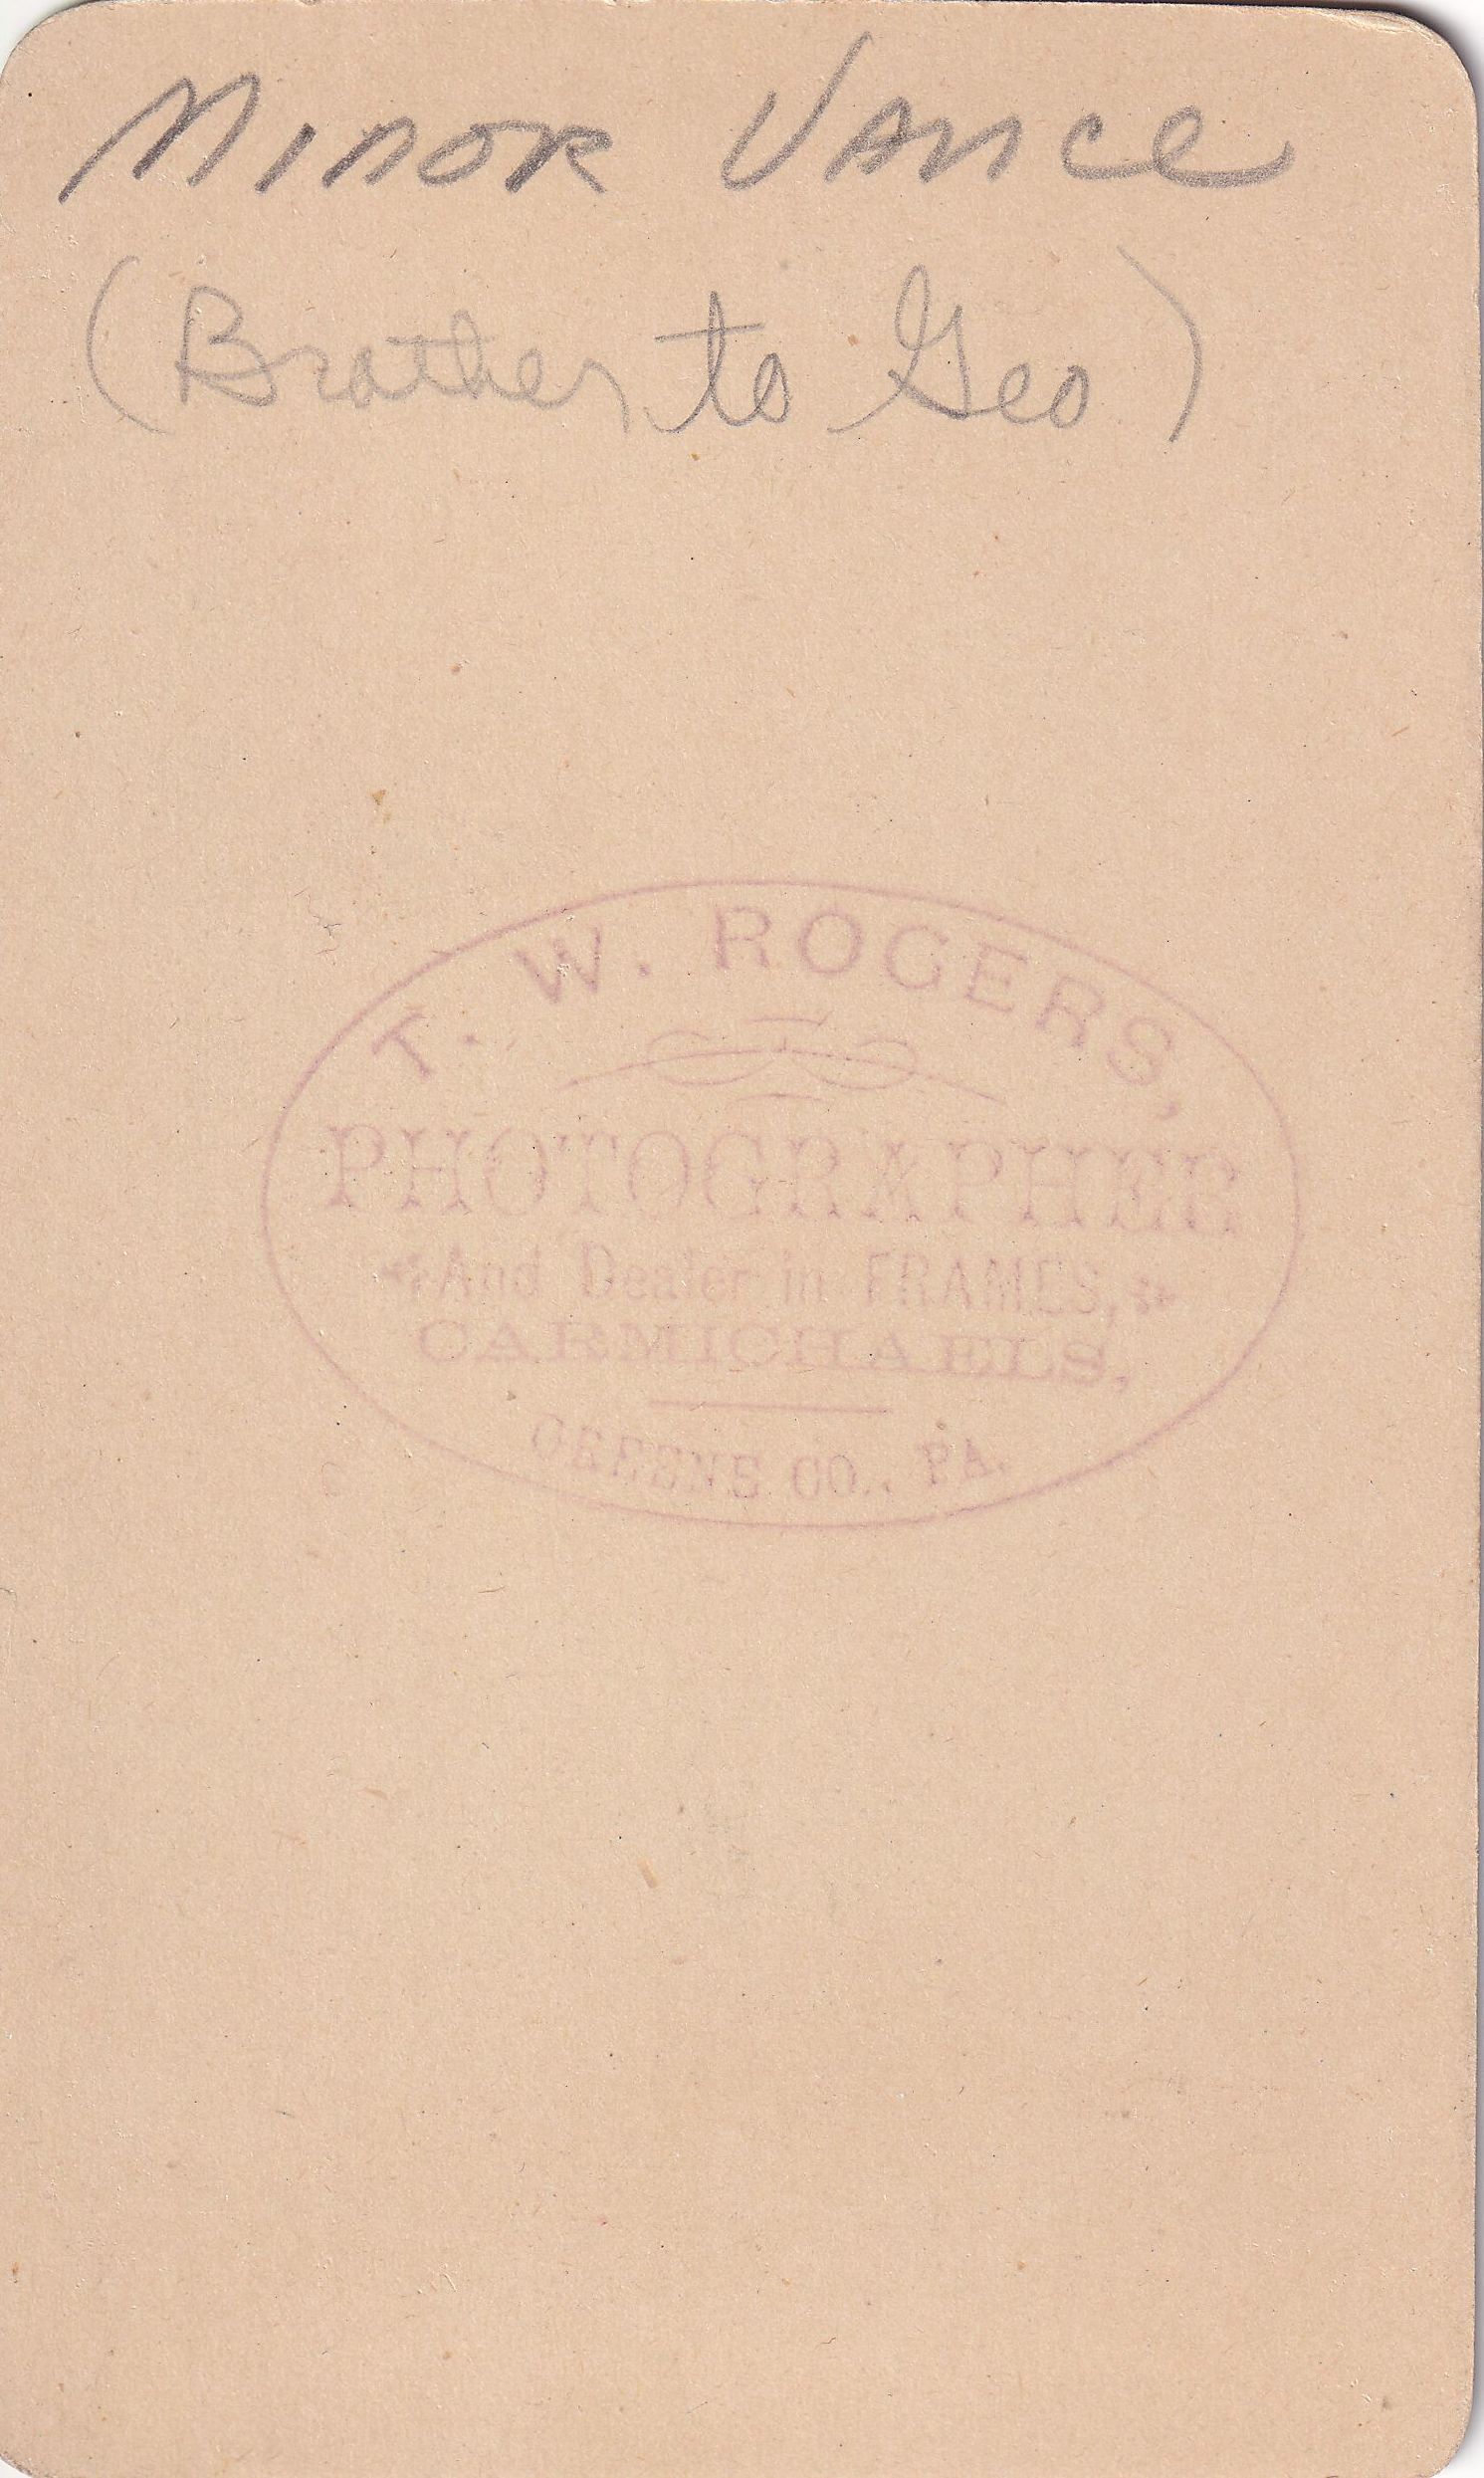 Minor Vance
(Brother to Geo)
T. W. ROGERS,
PHOTOGRAPHER
And Dealer in FRAMES,
CARMICHAELS,
GREENE CO., PA.